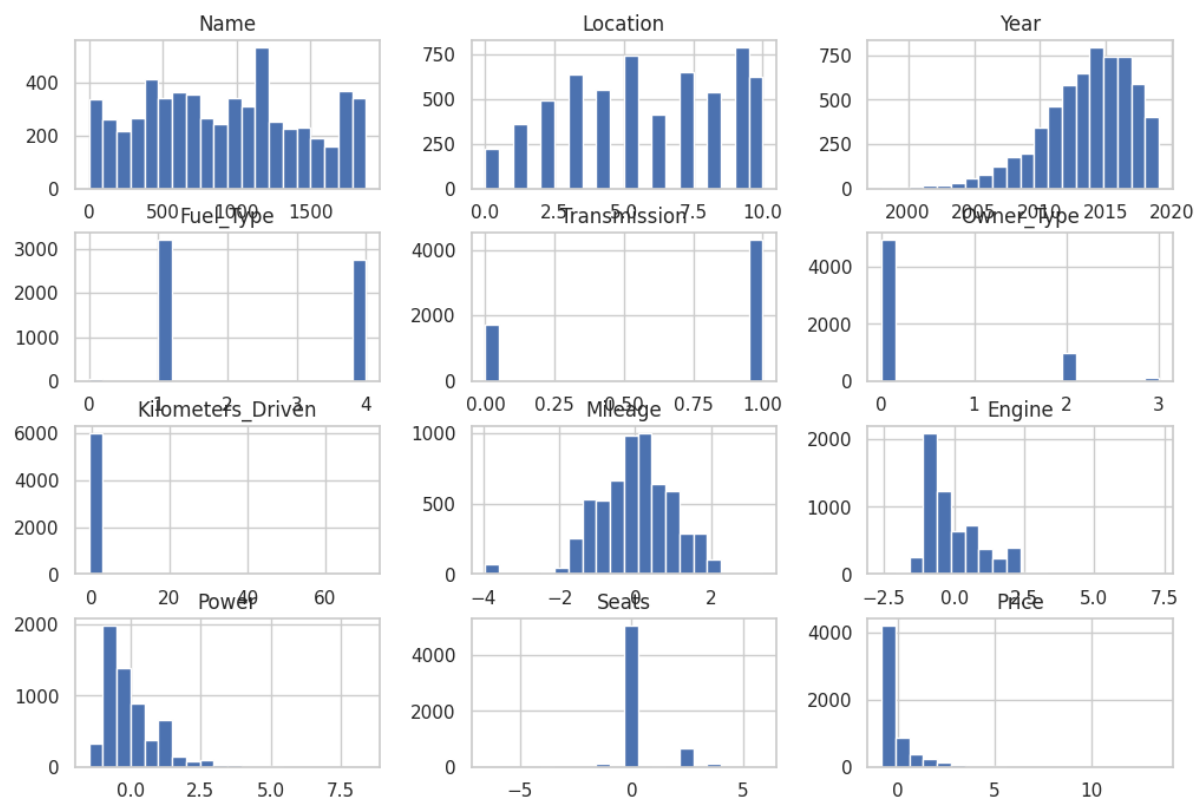 Name Location Year
750 750
400 500 500
200 250 250
0 0 0
0 500 1000 1500 0.0 2.5 5.0 7.5 10.0 2000 2005 2010 2015 2020
Fuel_Type Transmission Owner_Type
3000 4000 4000
2000
1000 2000 2000
0 0 0
0 1 2 3 4 0.00 0.25 0.50 0.75 1.00 0 1 2 3
Kilometers_Driven Mileage Engine
6000 1000 2000
4000 500 1000
2000
0 0 0
0 20 40 60 −4 −2 0 2 −2.5 0.0 2.5 5.0 7.5
Power Seats Price
2000 4000 4000
1000 2000 2000
0 0 0
0.0 2.5 5.0 7.5 −5 0 5 0 5 10